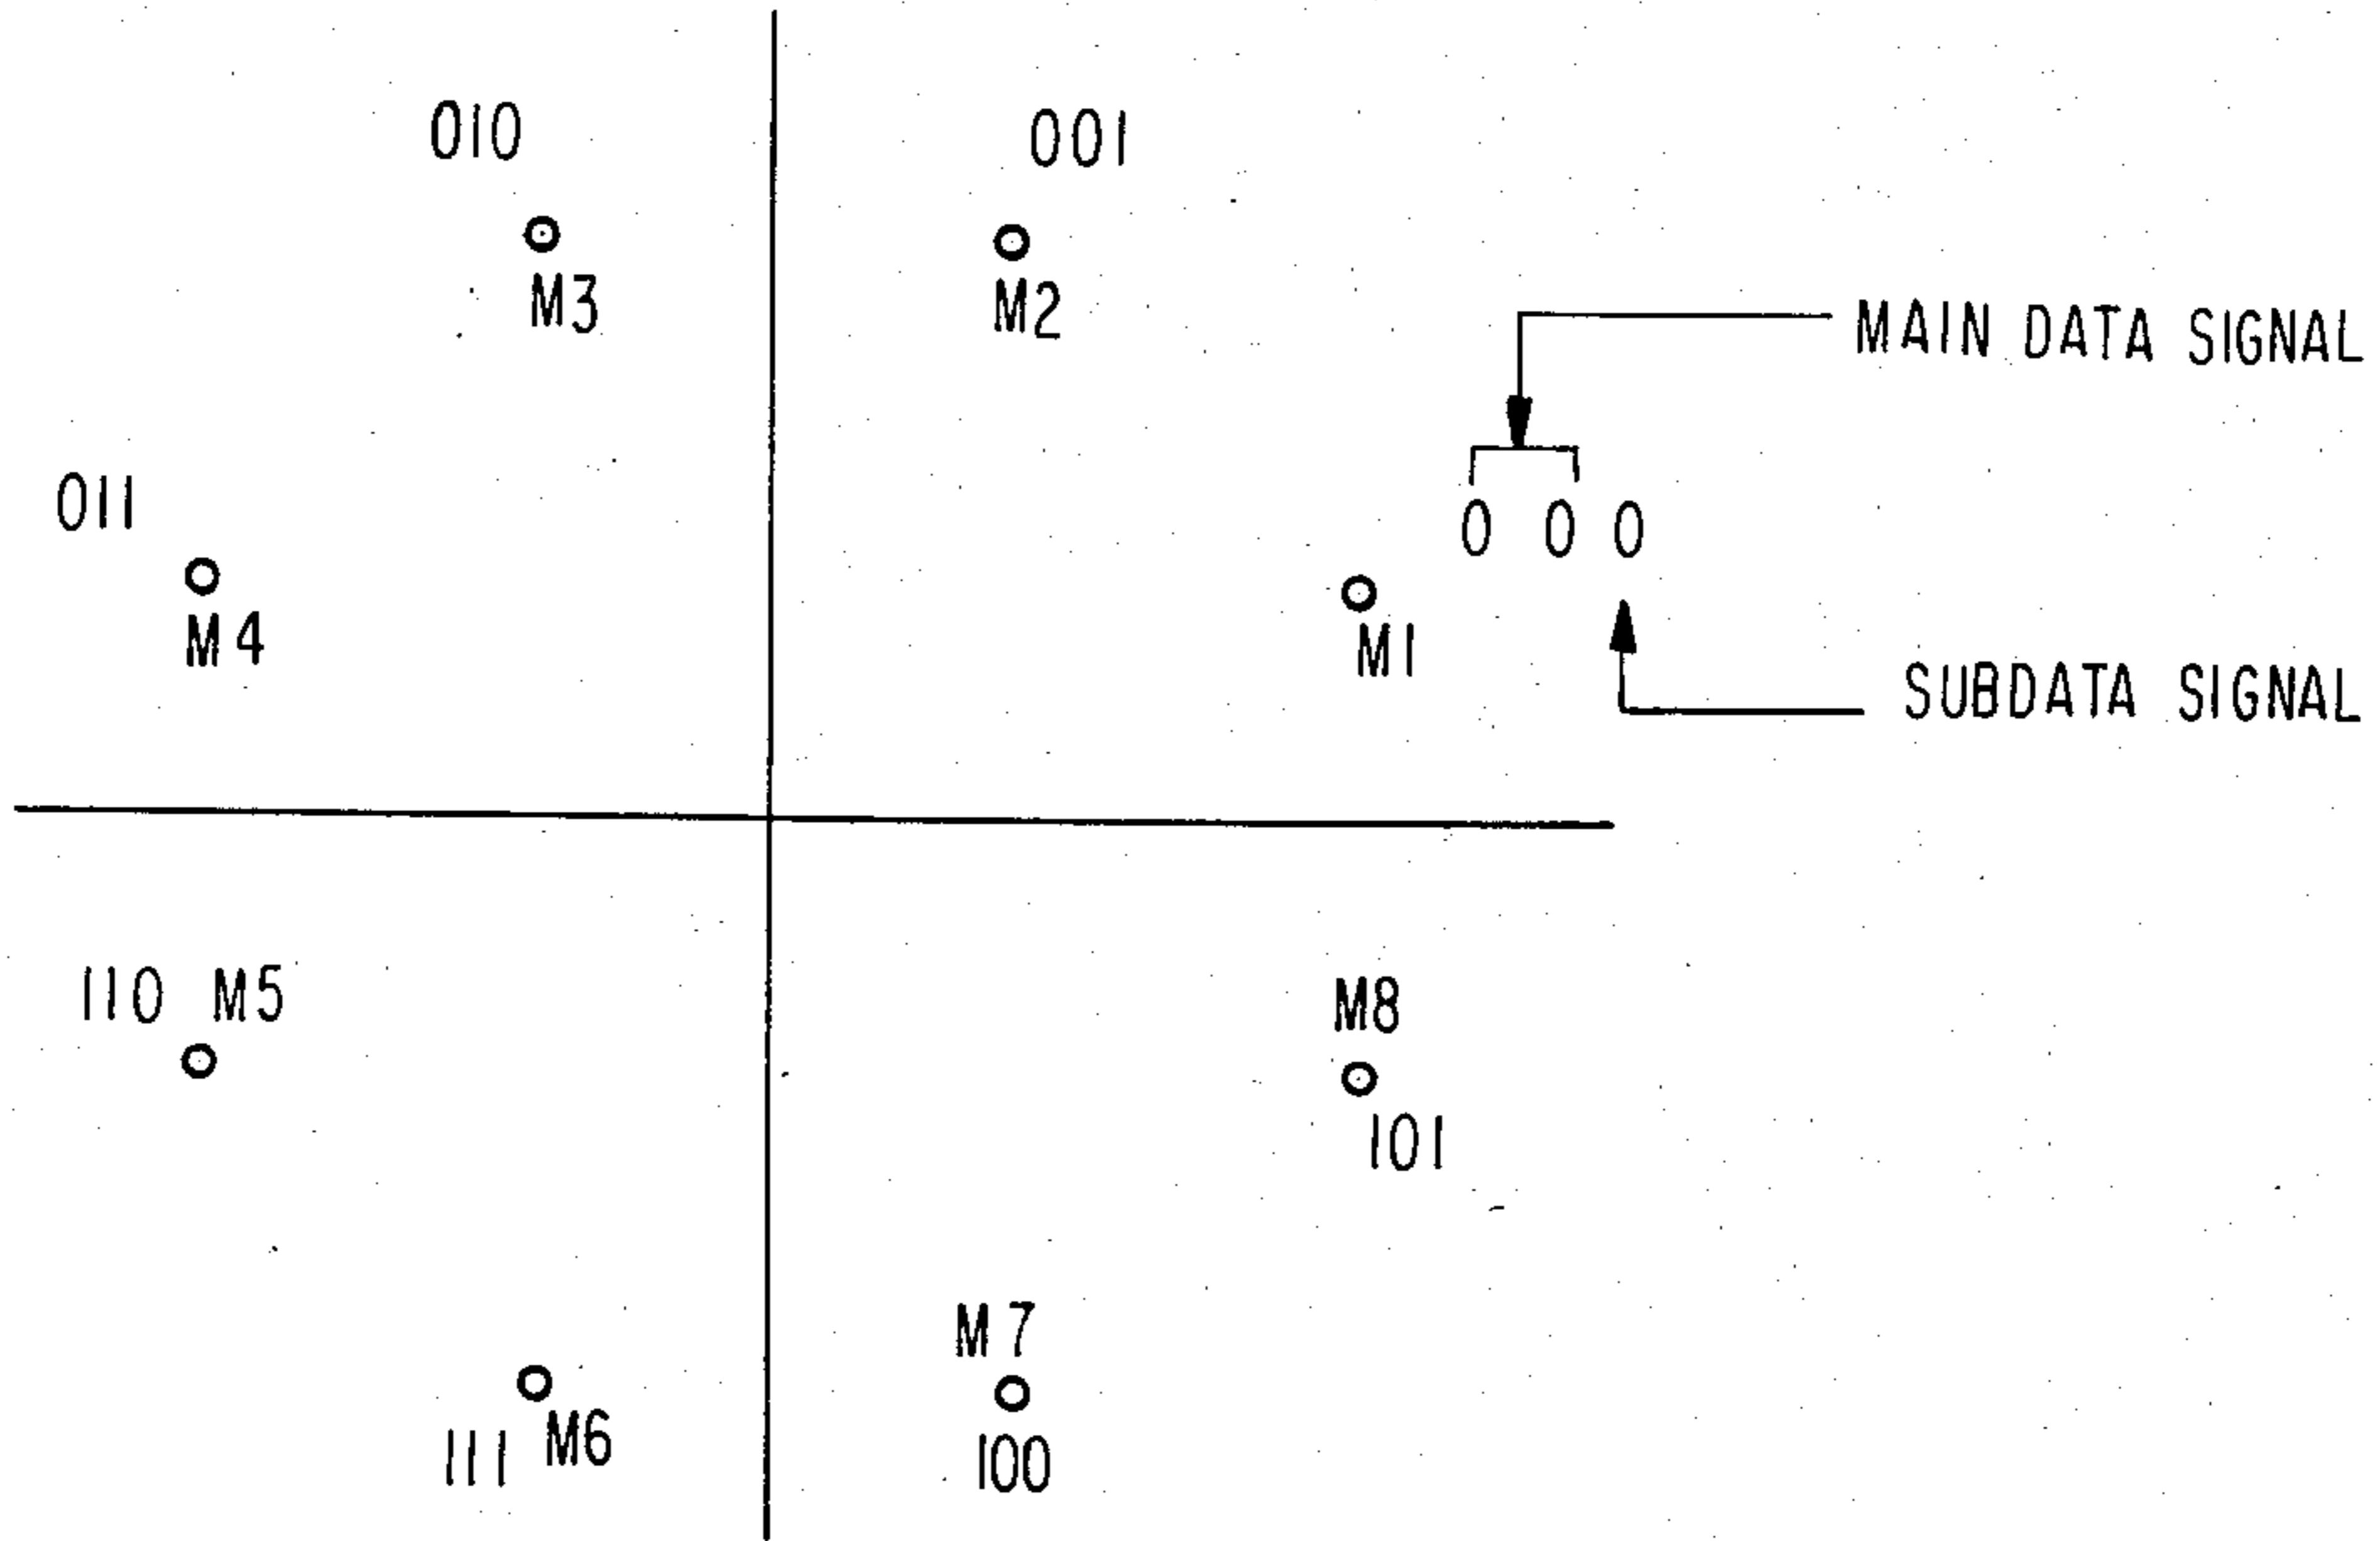 010
001
M3
M2
MAIN DATA SIGNAL
011
0 0 0
M4
M1
SUBDATA SIGNAL
110 M5
M8
101
M7
M6
111
100